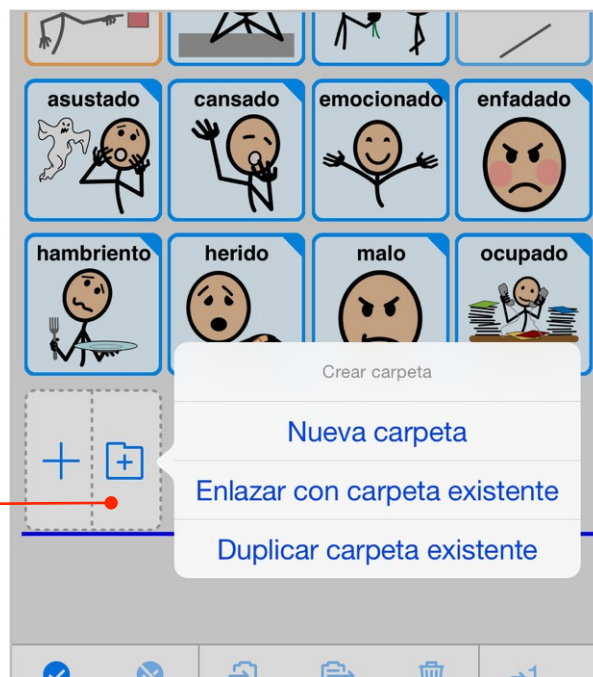 asustado cansado emocionado enfadado
hambriento herido malo ocupado
Crear carpeta
Nueva carpeta
Enlazar con carpeta existente
Duplicar carpeta existente
→1